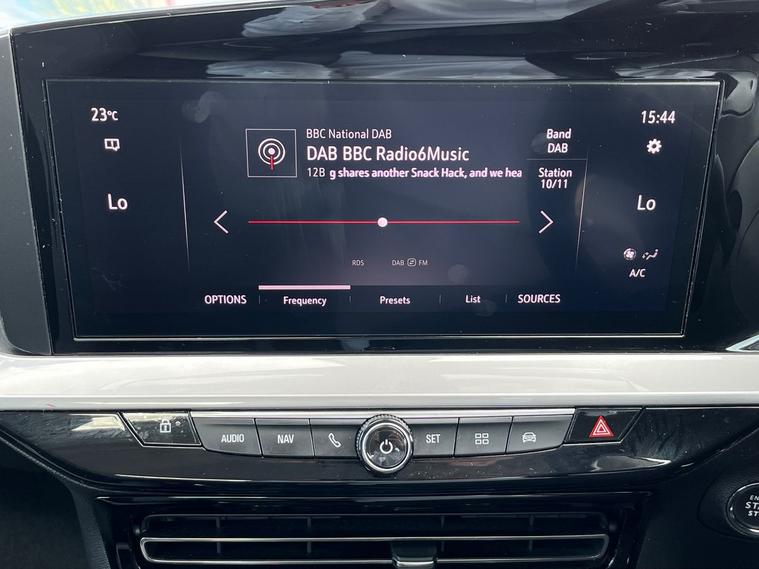 23°C
15:44
BBC National DAB
DAB BBC Radio6Music
12B g shares another Snack Hack, and we hea
Band
DAB
Station
10/11
Lo
Lo
RDS DAB FM
A/C
OPTIONS Frequency Presets List SOURCES
AUDIO NAV SET